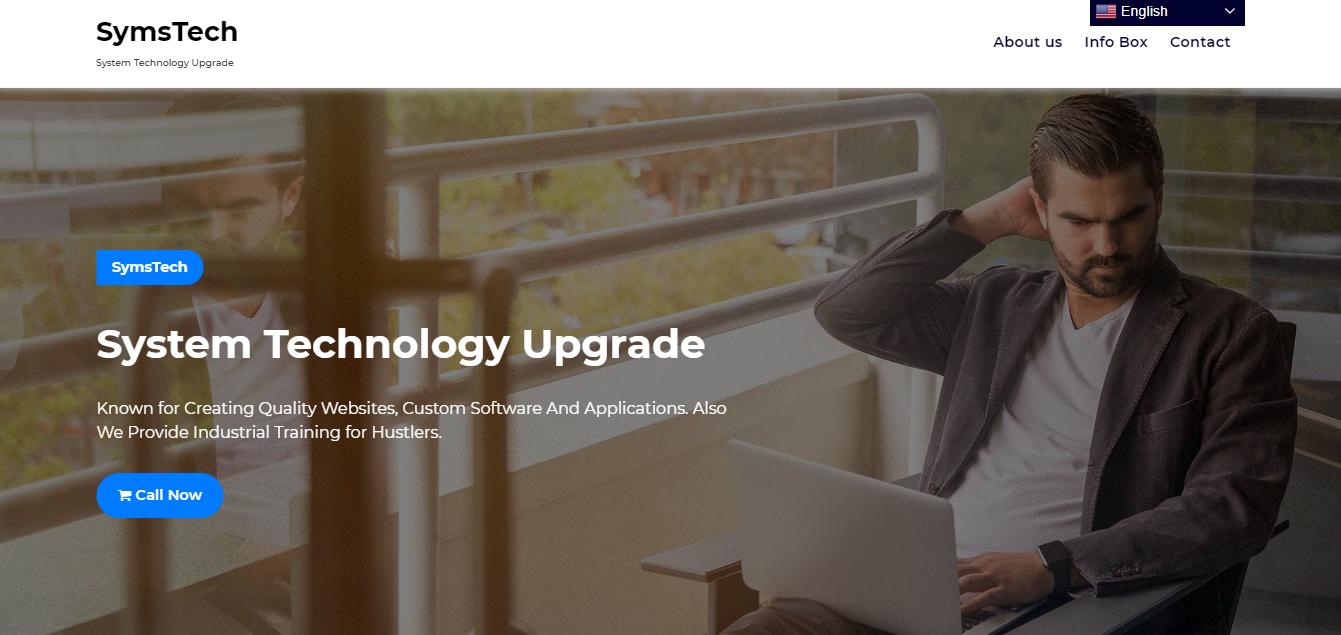 SymsTech
System Technology Upgrade
English
About us
Info Box
Contact
SymsTech
System Technology Upgrade
Known for Creating Quality Websites, Custom Software And Applications. Also
We Provide Industrial Training for Hustlers.
Call Now